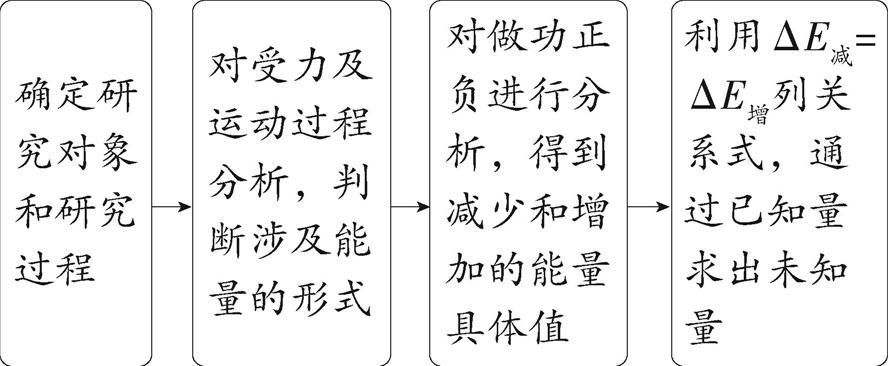 确定研
究对象
和研究
过程
对受力及
运动过程
分析，判
断涉及能
量的形式
对做功正
负进行分
析，得到
减少和增
加的能量
具体值
利用ΔE减=
ΔE增列关
系式，通
过已知量
求出未知
量